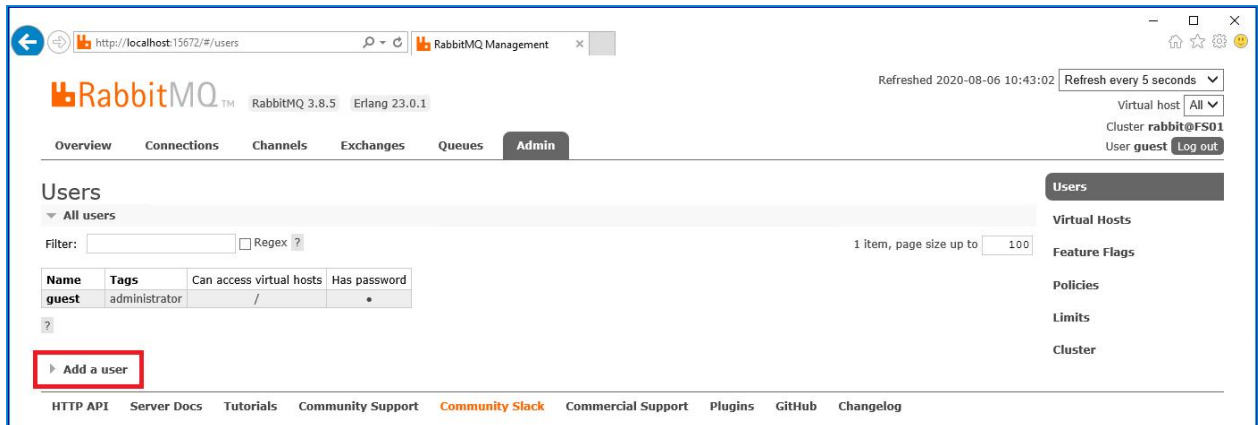 http://localhost:15672/#/users
RabbitMQ Management
Refreshed 2020-08-06 10:43:02 Refresh every 5 seconds
RabbitMQ TM RabbitMQ 3.8.5 Erlang 23.0.1
Virtual host All
Cluster rabbit@FS01
User guest Log out
Overview Connections Channels Exchanges Queues Admin
Users
All users
Filter: Regex ? 1 item, page size up to 100
Name Tags Can access virtual hosts Has password
guest administrator / •
?
Add a user
Users
Virtual Hosts
Feature Flags
Policies
Limits
Cluster
HTTP API Server Docs Tutorials Community Support Community Slack Commercial Support Plugins GitHub Changelog